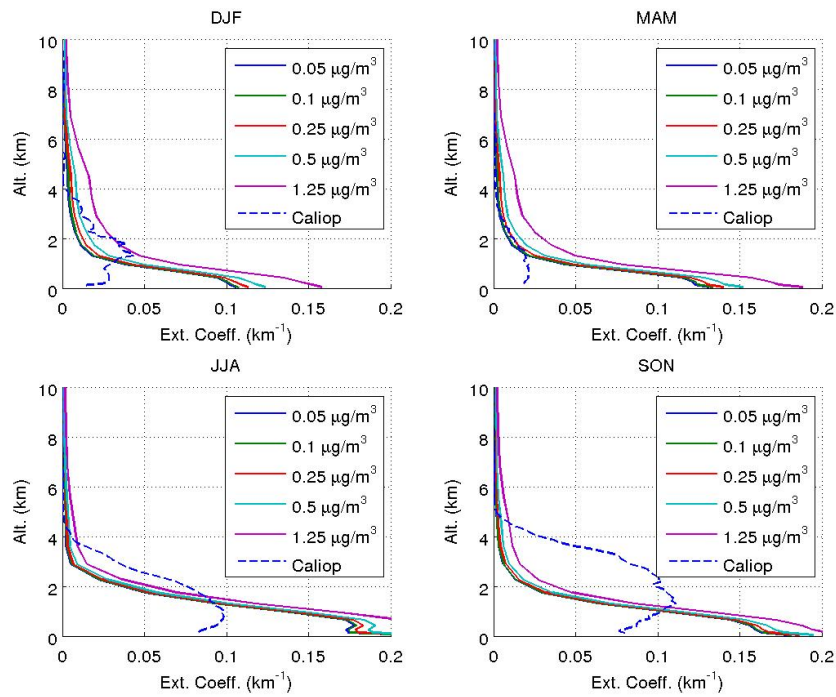 DJF
10
8
6
4
2
0
Alt. (km)
0.05 μg/m³
0.1 μg/m³
0.25 μg/m³
0.5 μg/m³
1.25 μg/m³
Caliop
0 0.05 0.1 0.15 0.2
Ext. Coeff. (km⁻¹)
MAM
10
8
6
4
2
0
Alt. (km)
0.05 μg/m³
0.1 μg/m³
0.25 μg/m³
0.5 μg/m³
1.25 μg/m³
Caliop
0 0.05 0.1 0.15 0.2
Ext. Coeff. (km⁻¹)
JJA
10
8
6
4
2
0
Alt. (km)
0.05 μg/m³
0.1 μg/m³
0.25 μg/m³
0.5 μg/m³
1.25 μg/m³
Caliop
0 0.05 0.1 0.15 0.2
Ext. Coeff. (km⁻¹)
SON
10
8
6
4
2
0
Alt. (km)
0.05 μg/m³
0.1 μg/m³
0.25 μg/m³
0.5 μg/m³
1.25 μg/m³
Caliop
0 0.05 0.1 0.15 0.2
Ext. Coeff. (km⁻¹)